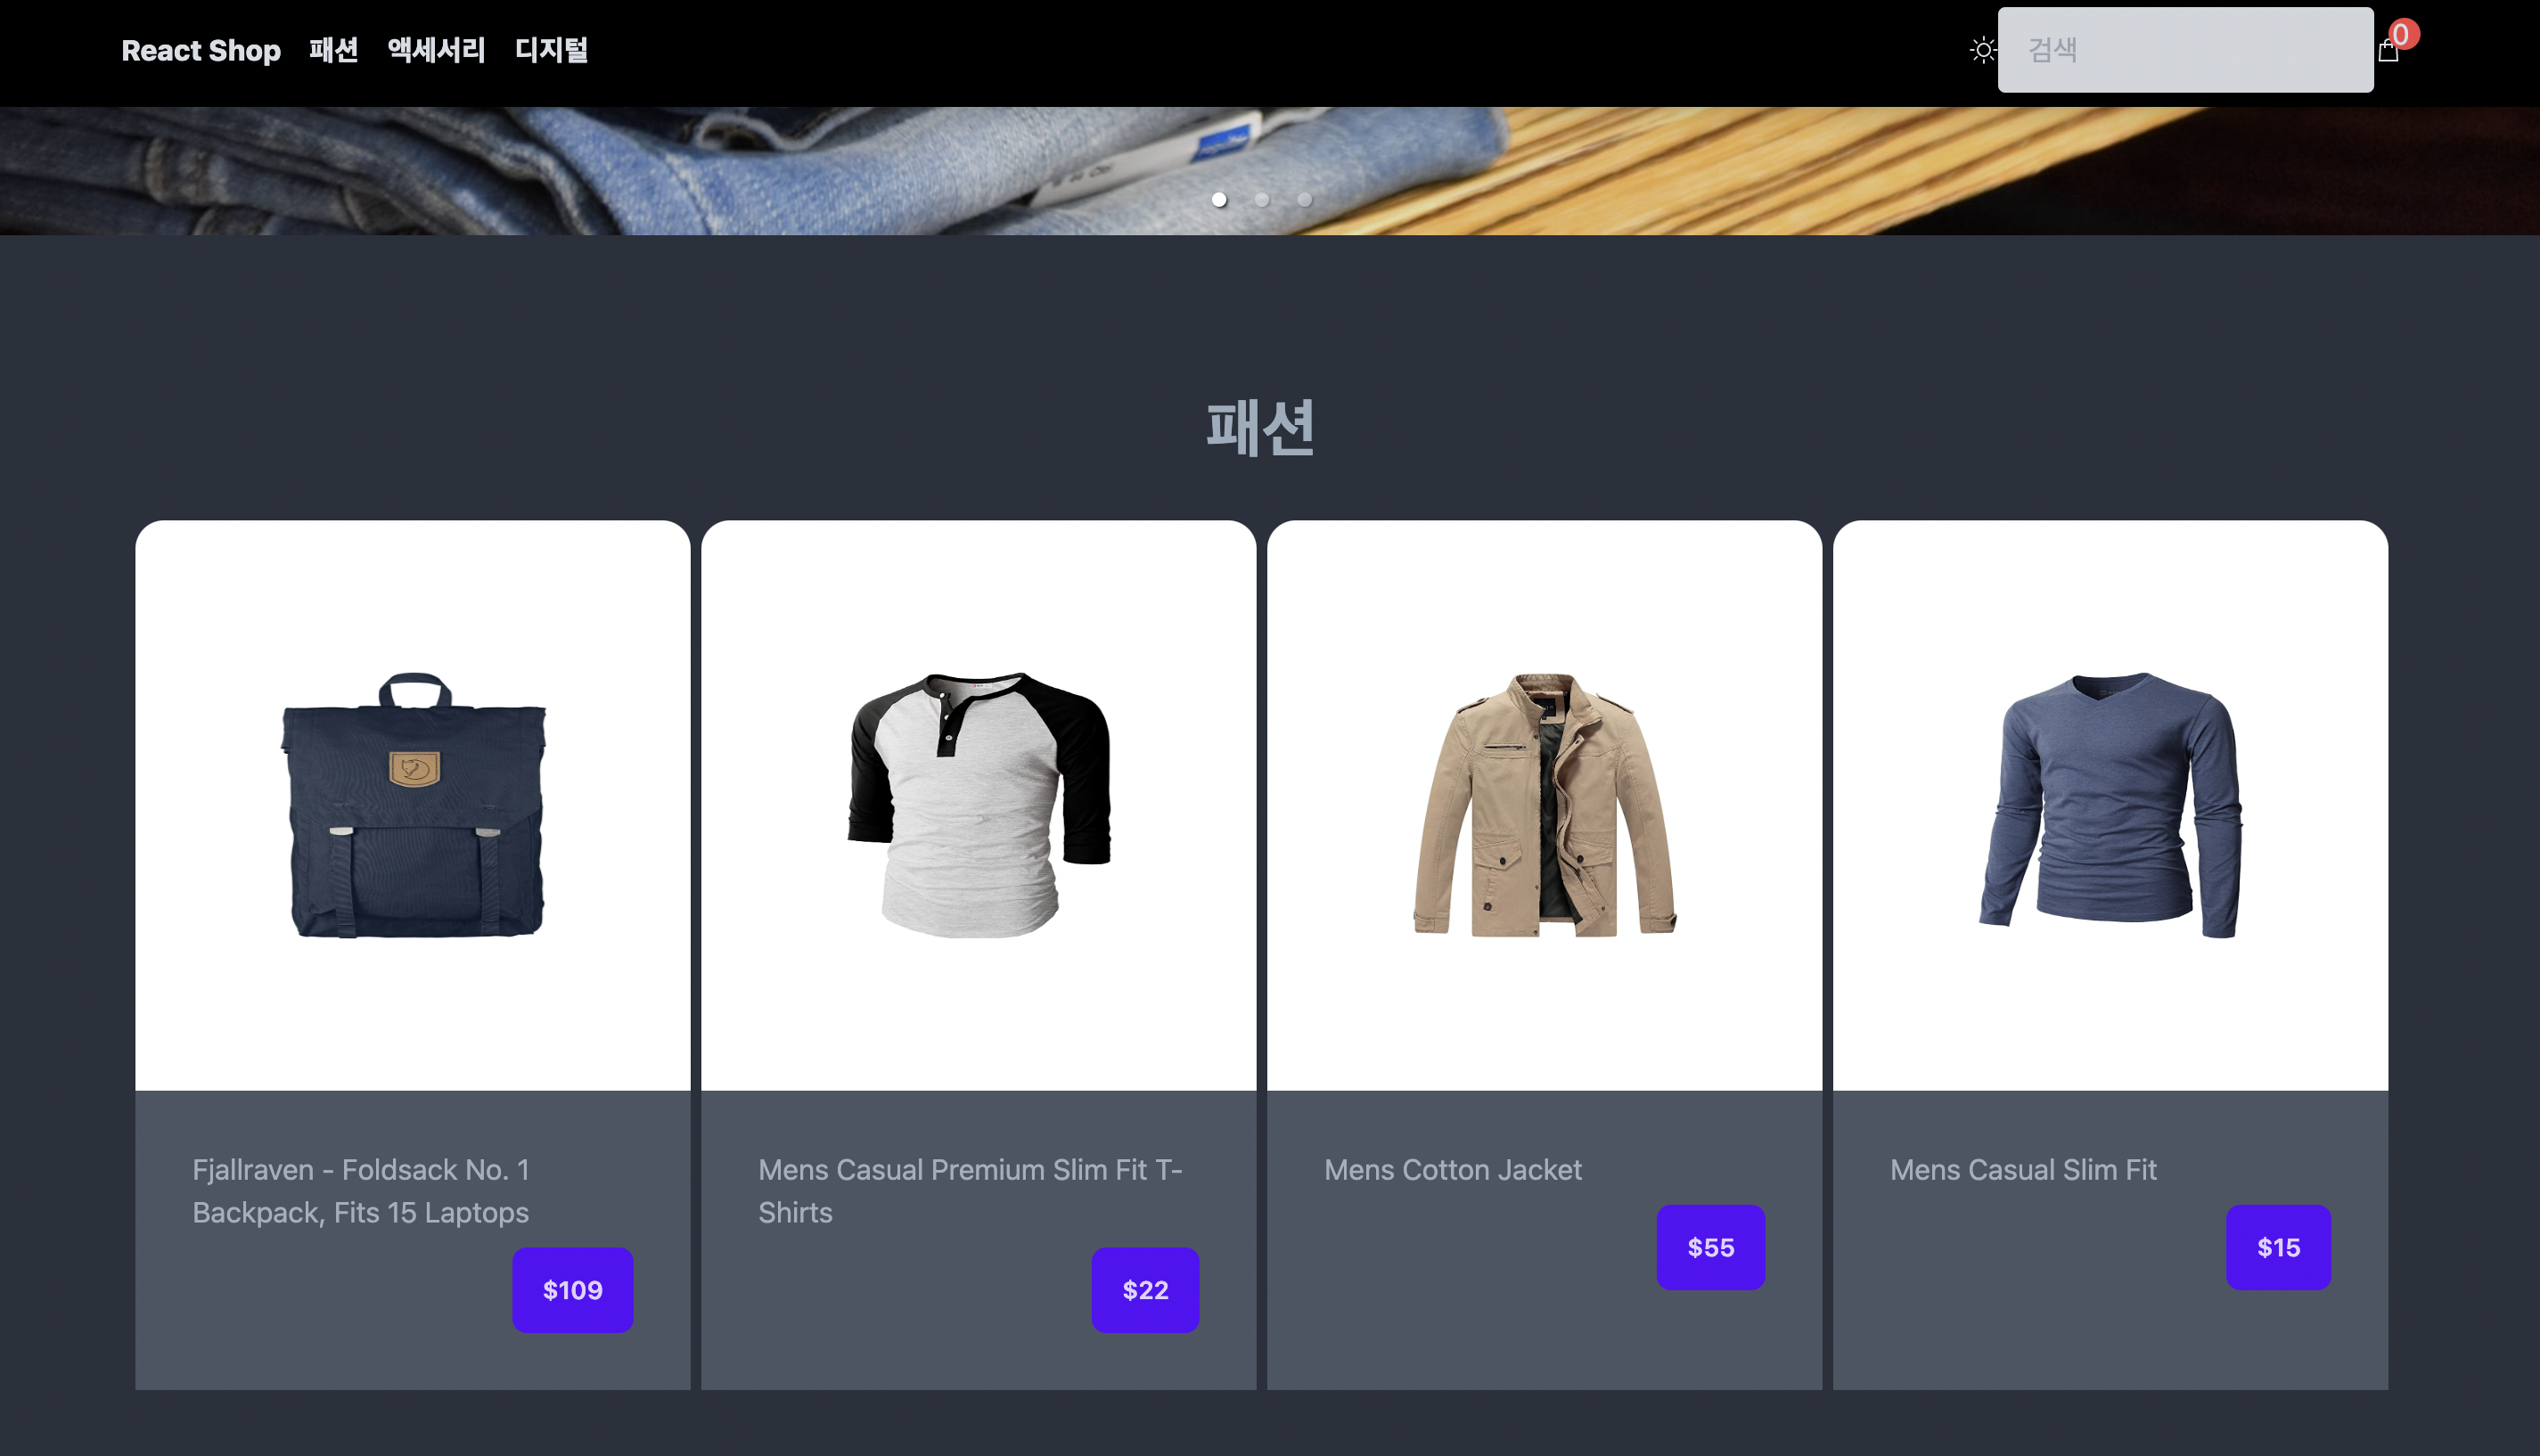 React Shop 패션 액세서리 디지털 검색 0
패션
Fjallraven - Foldsack No. 1
Backpack, Fits 15 Laptops
$109
Mens Casual Premium Slim Fit T-
Shirts
$22
Mens Cotton Jacket
$55
Mens Casual Slim Fit
$15